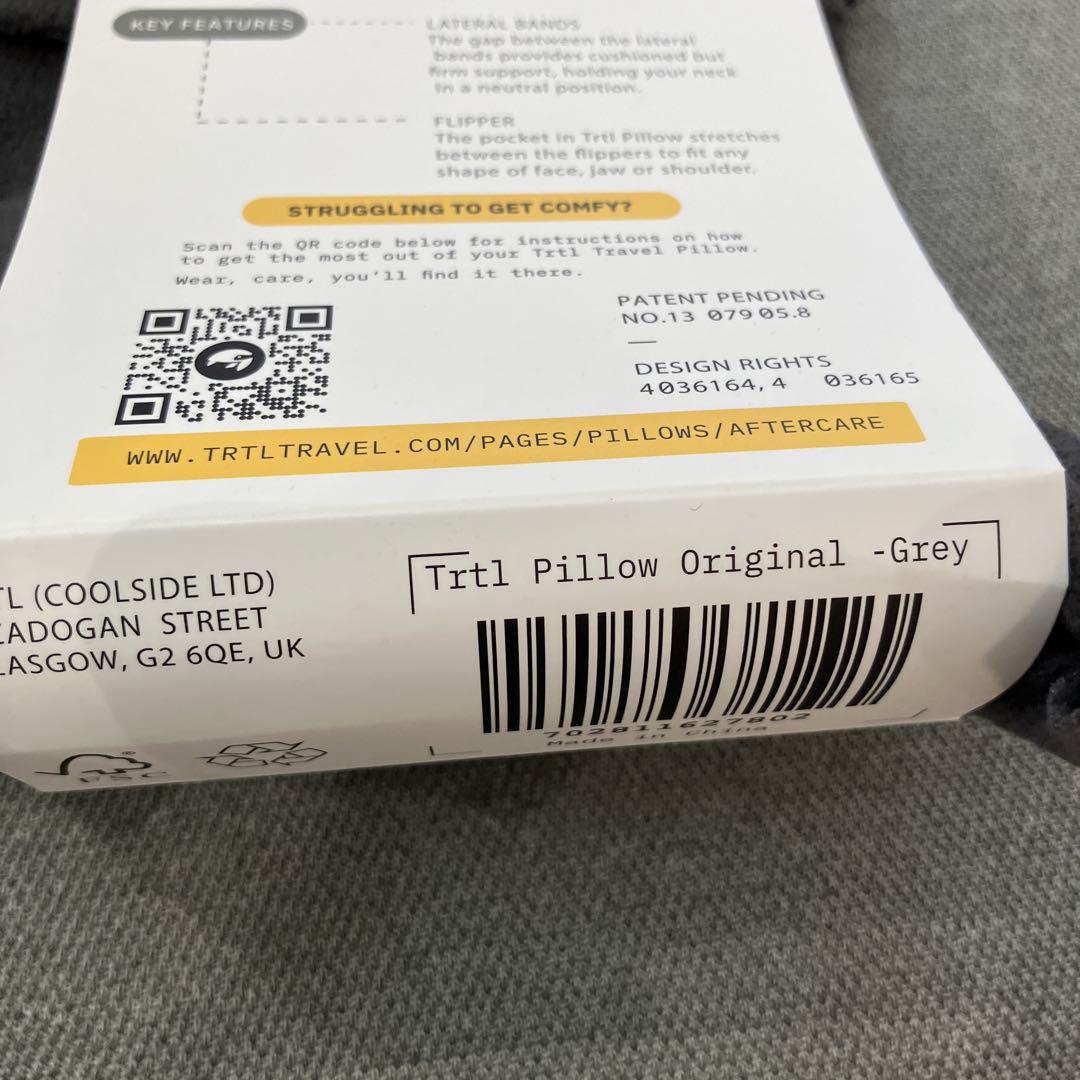 KEY FEATURES
LATERAL BANDS
The gap between the lateral
bands provides cushioned but
firm support, holding your neck
in a neutral position.
FLIPPER
The pocket in Trtl Pillow stretches
between the flippers to fit any
shape of face, jaw or shoulder.
STRUGGLING TO GET COMFY?
Scan the QR code below for instructions on how
to get the most out of your Trtl Travel Pillow.
Wear, care, you'll find it there.
PATENT PENDING
NO.13 079 05.8
DESIGN RIGHTS
4036164, 4 036165
WWW.TRTLTRAVEL.COM/PAGES/PILLOWS/AFTERCARE
TL (COOLSIDE LTD)
CADOGAN STREET
LASGOW, G2 6QE, UK
Trtl Pillow Original -Grey
702811627802
Made in China
FSC